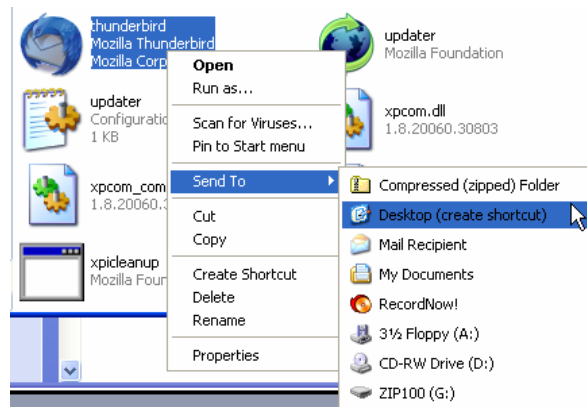 thunderbird
Mozilla Thunderbird
Mozilla Corp
updater
Mozilla Foundation
updater
Configuratio
1 KB
xpcom.dll
1.8.20060.30803
xpcom_com
1.8.20060.3
xpicleanup
Mozilla Four
Open
Run as...
Scan for Viruses...
Pin to Start menu
Send To
Cut
Copy
Create Shortcut
Delete
Rename
Properties
Compressed (zipped) Folder
Desktop (create shortcut)
Mail Recipient
My Documents
RecordNow!
3½ Floppy (A:)
CD-RW Drive (D:)
ZIP100 (G:)